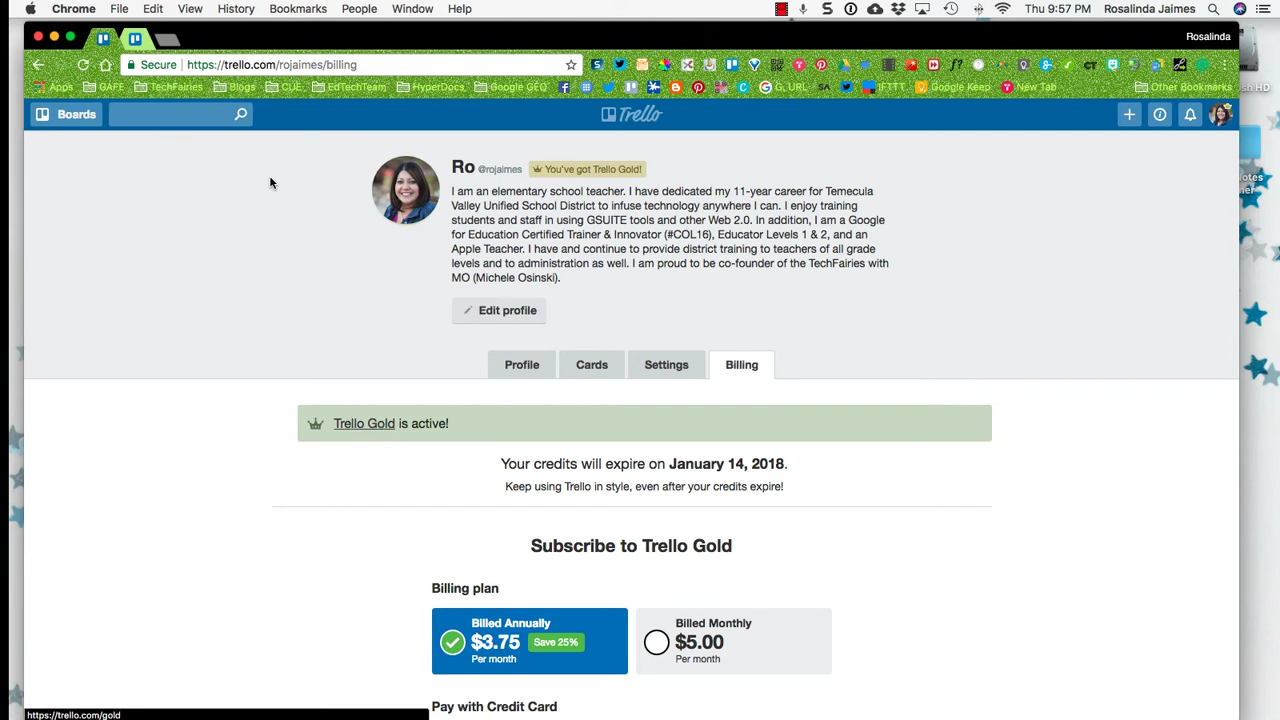 Chrome File Edit View History Bookmarks People Window Help Thu 9:57 PM Rosalinda Jaimes
Rosalinda
Secure https://trello.com/rojaimes/billing
Apps GAFE TechFairies Blogs CUE EdTechTeam HyperDocs Google GEO G, URL IFTTT Google Keep New Tab Other Bookmarks
Boards Trello
Ro @rojaimes You've got Trello Gold!
I am an elementary school teacher. I have dedicated my 11-year career for Temecula
Valley Unified School District to infuse technology anywhere I can. I enjoy training
students and staff in using GSUITE tools and other Web 2.0. In addition, I am a Google
for Education Certified Trainer & Innovator (#COL16), Educator Levels 1 & 2, and an
Apple Teacher. I have and continue to provide district training to teachers of all grade
levels and to administration as well. I am proud to be co-founder of the TechFairies with
MO (Michele Osinski).
Edit profile
Profile Cards Settings Billing
Trello Gold is active!
Your credits will expire on January 14, 2018.
Keep using Trello in style, even after your credits expire!
Subscribe to Trello Gold
Billing plan
Billed Annually
$3.75 Save 25%
Per month
Billed Monthly
$5.00
Per month
Pay with Credit Card
https://trello.com/gold